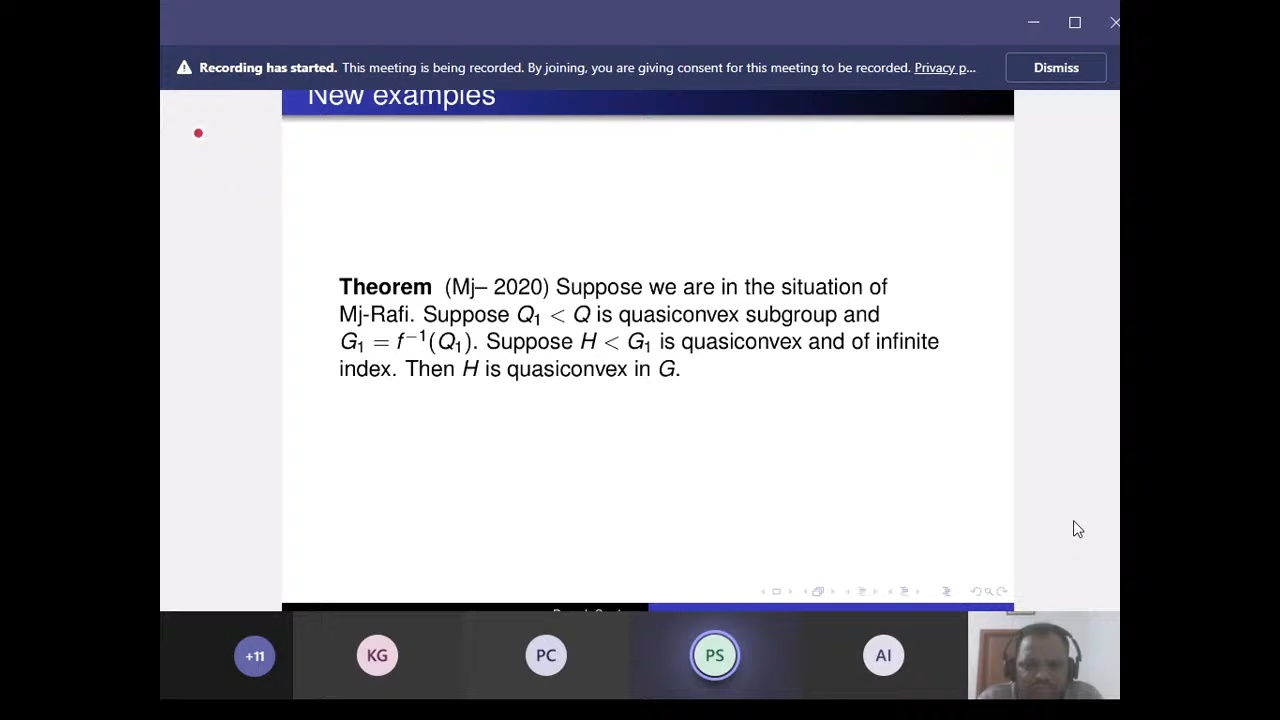 Recording has started. This meeting is being recorded. By joining, you are giving consent for this meeting to be recorded. Privacy p... Dismiss
New examples
Theorem (Mj– 2020) Suppose we are in the situation of
Mj-Rafi. Suppose Q₁ < Q is quasiconvex subgroup and
G₁ = f⁻¹(Q₁). Suppose H < G₁ is quasiconvex and of infinite
index. Then H is quasiconvex in G.
+11 KG PC PS AI